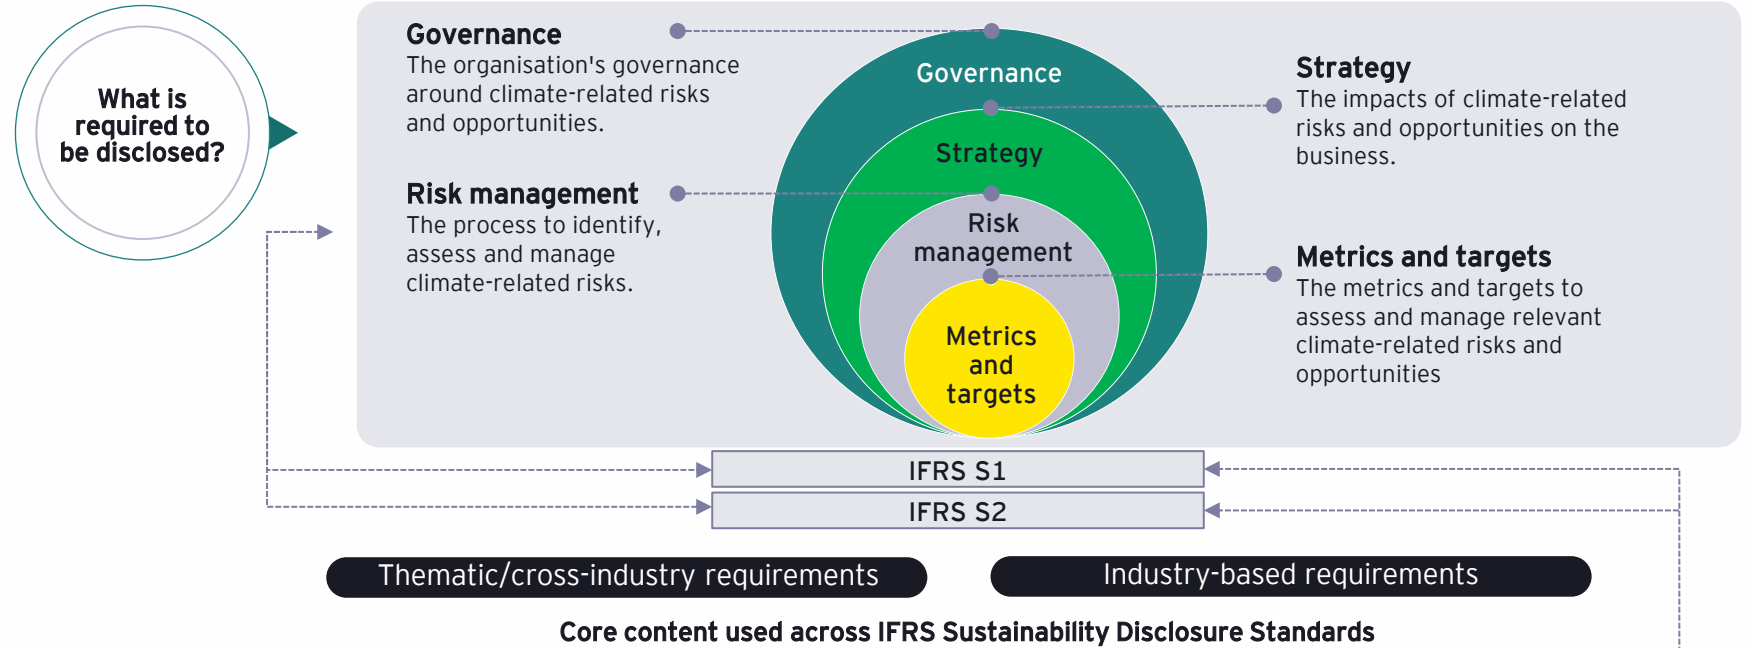 What is
required to
be disclosed?
Governance
The organisation's governance
around climate-related risks
and opportunities.
Risk management
The process to identify,
assess and manage
climate-related risks.
Governance
Strategy
Risk
management
Metrics
and
targets
Strategy
The impacts of climate-related
risks and opportunities on the
business.
Metrics and targets
The metrics and targets to
assess and manage relevant
climate-related risks and
opportunities
IFRS S1
IFRS S2
Thematic/cross-industry requirements
Industry-based requirements
Core content used across IFRS Sustainability Disclosure Standards